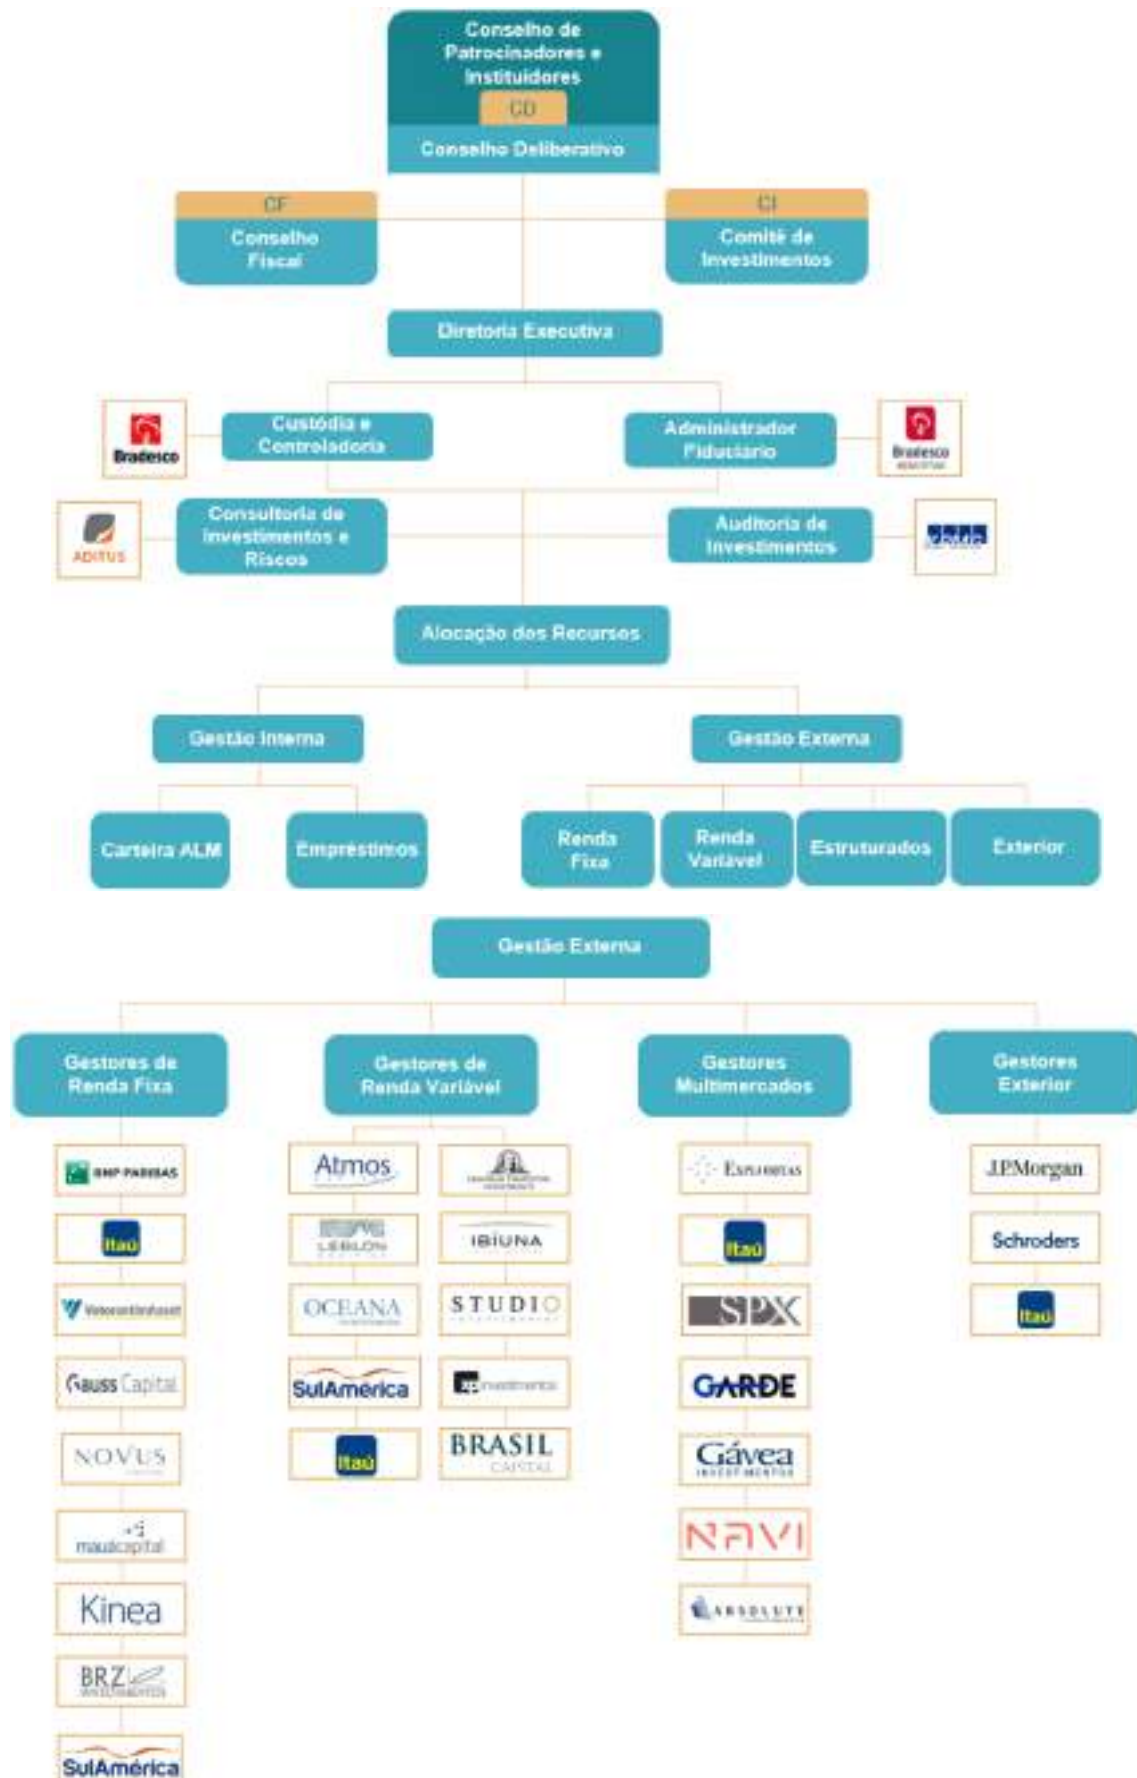 Conselho de
Patrocinadores e
Instituidores
CD
Conselho Deliberativo
CF
Conselho
Fiscal
CI
Comitê de
Investimentos
Diretoria Executiva
Bradesco
Custódia e
Controladoria
Administrador
Fiduciário
Bradesco
ADITUS
Consultoria de
Investimentos e
Riscos
Auditoria de
Investimentos
Alocação dos Recursos
Gestão Interna
Gestão Externa
Carteira ALM
Empréstimos
Renda
Fixa
Renda
Variável
Estruturados
Exterior
Gestão Externa
Gestores de
Renda Fixa
Gestores de
Renda Variável
Gestores
Multimercados
Gestores
Exterior
BNP PARIBAS
Itaú
VotorantimAsset
Gauss Capital
NOVUS
mauácapital
Kinea
BRZ
INVESTIMENTOS
SulAmérica
Atmos
LEBLON
OCEANA
SulAmérica
Itaú
IBIUNA
STUDIO
xp investimentos
BRASIL
CAPITAL
EXPLORITAS
Itaú
SPX
GARDE
Gávea
INVESTIMENTOS
NAVI
ABSOLUTE
J.P.Morgan
Schroders
Itaú